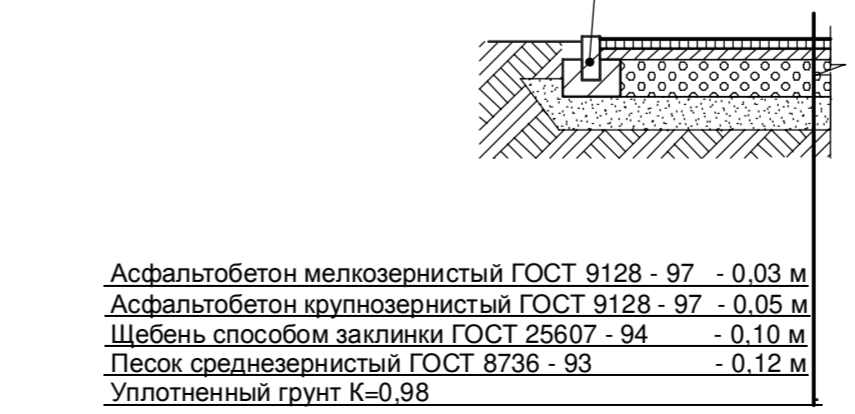 Асфальтобетон мелкозернистый ГОСТ 9128 - 97 - 0,03 м
Асфальтобетон крупнозернистый ГОСТ 9128 - 97 - 0,05 м
Щебень способом заклинки ГОСТ 25607 - 94 - 0,10 м
Песок среднезернистый ГОСТ 8736 - 93 - 0,12 м
Уплотненный грунт К=0,98